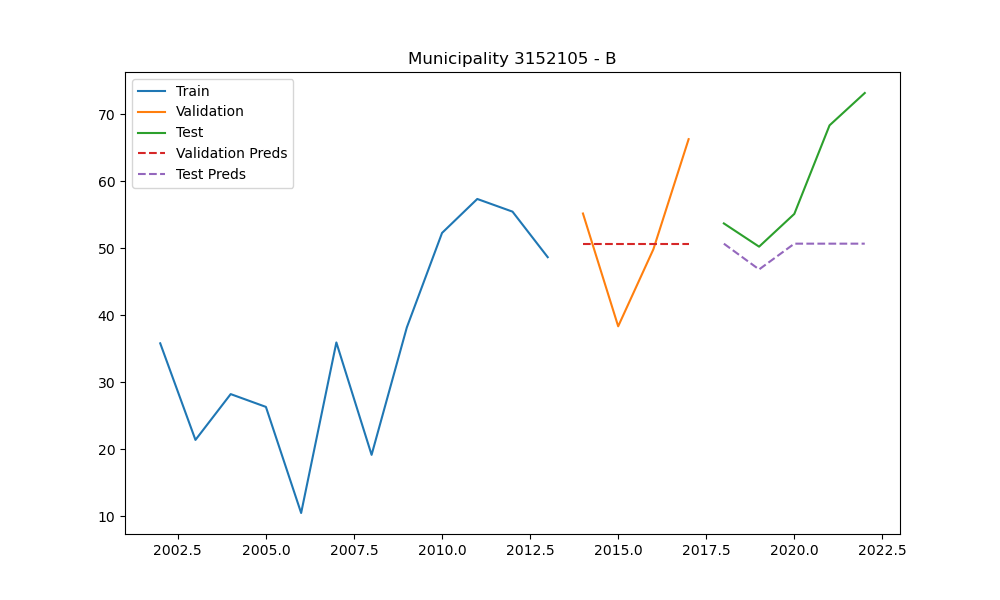 Municipality 3152105 - B
Train
Validation
Test
Validation Preds
Test Preds
70
60
50
40
30
20
10
2002.5 2005.0 2007.5 2010.0 2012.5 2015.0 2017.5 2020.0 2022.5